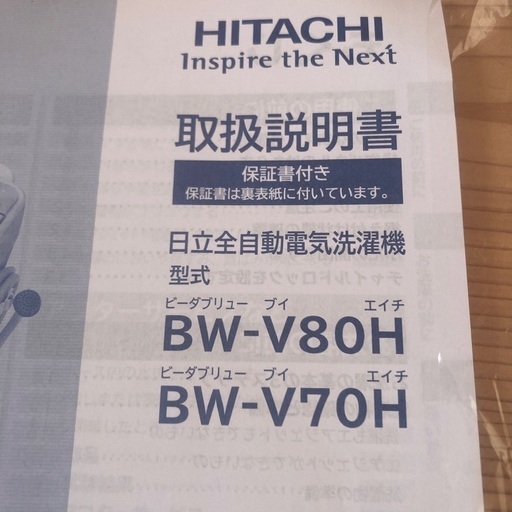 HITACHI
Inspire the Next
取扱説明書
保証書付き
保証書は裏表紙に付いています。
日立全自動電気洗濯機
型式
ビーダブリュー ブイ エイチ
BW-V80H
ビーダブリュー ブイ エイチ
BW-V70H